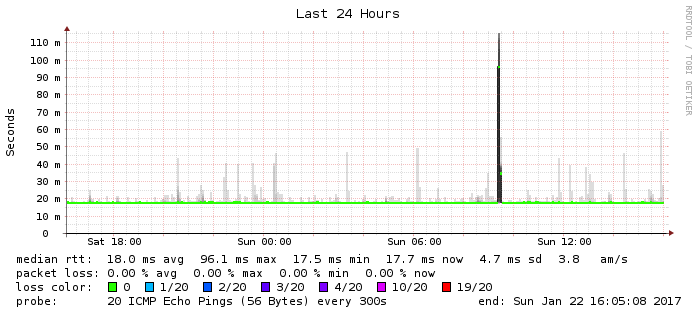 Last 24 Hours
RRDTOOL / TOBI OETIKER
Seconds
110 m
100 m
90 m
80 m
70 m
60 m
50 m
40 m
30 m
20 m
10 m
0
Sat 18:00 Sun 00:00 Sun 06:00 Sun 12:00
median rtt: 18.0 ms avg 96.1 ms max 17.5 ms min 17.7 ms now 4.7 ms sd 3.8 am/s
packet loss: 0.00 % avg 0.00 % max 0.00 % min 0.00 % now
loss color: 0 1/20 2/20 3/20 4/20 10/20 19/20
probe: 20 ICMP Echo Pings (56 Bytes) every 300s end: Sun Jan 22 16:05:08 2017